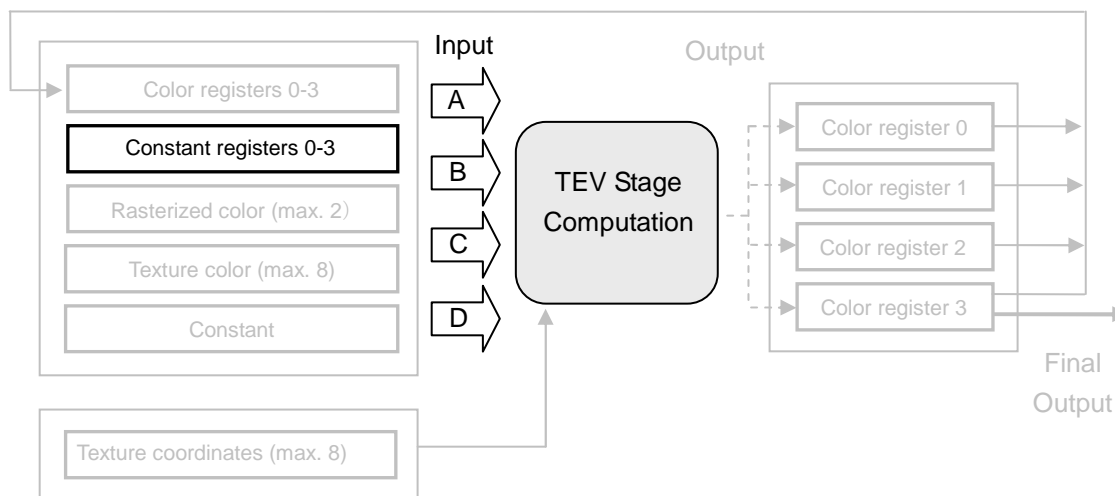 Input
Output
Color registers 0-3
Constant registers 0-3
Rasterized color (max. 2）
Texture color (max. 8)
Constant
A
B
C
D
TEV Stage
Computation
Color register 0
Color register 1
Color register 2
Color register 3
Final
Output
Texture coordinates (max. 8)